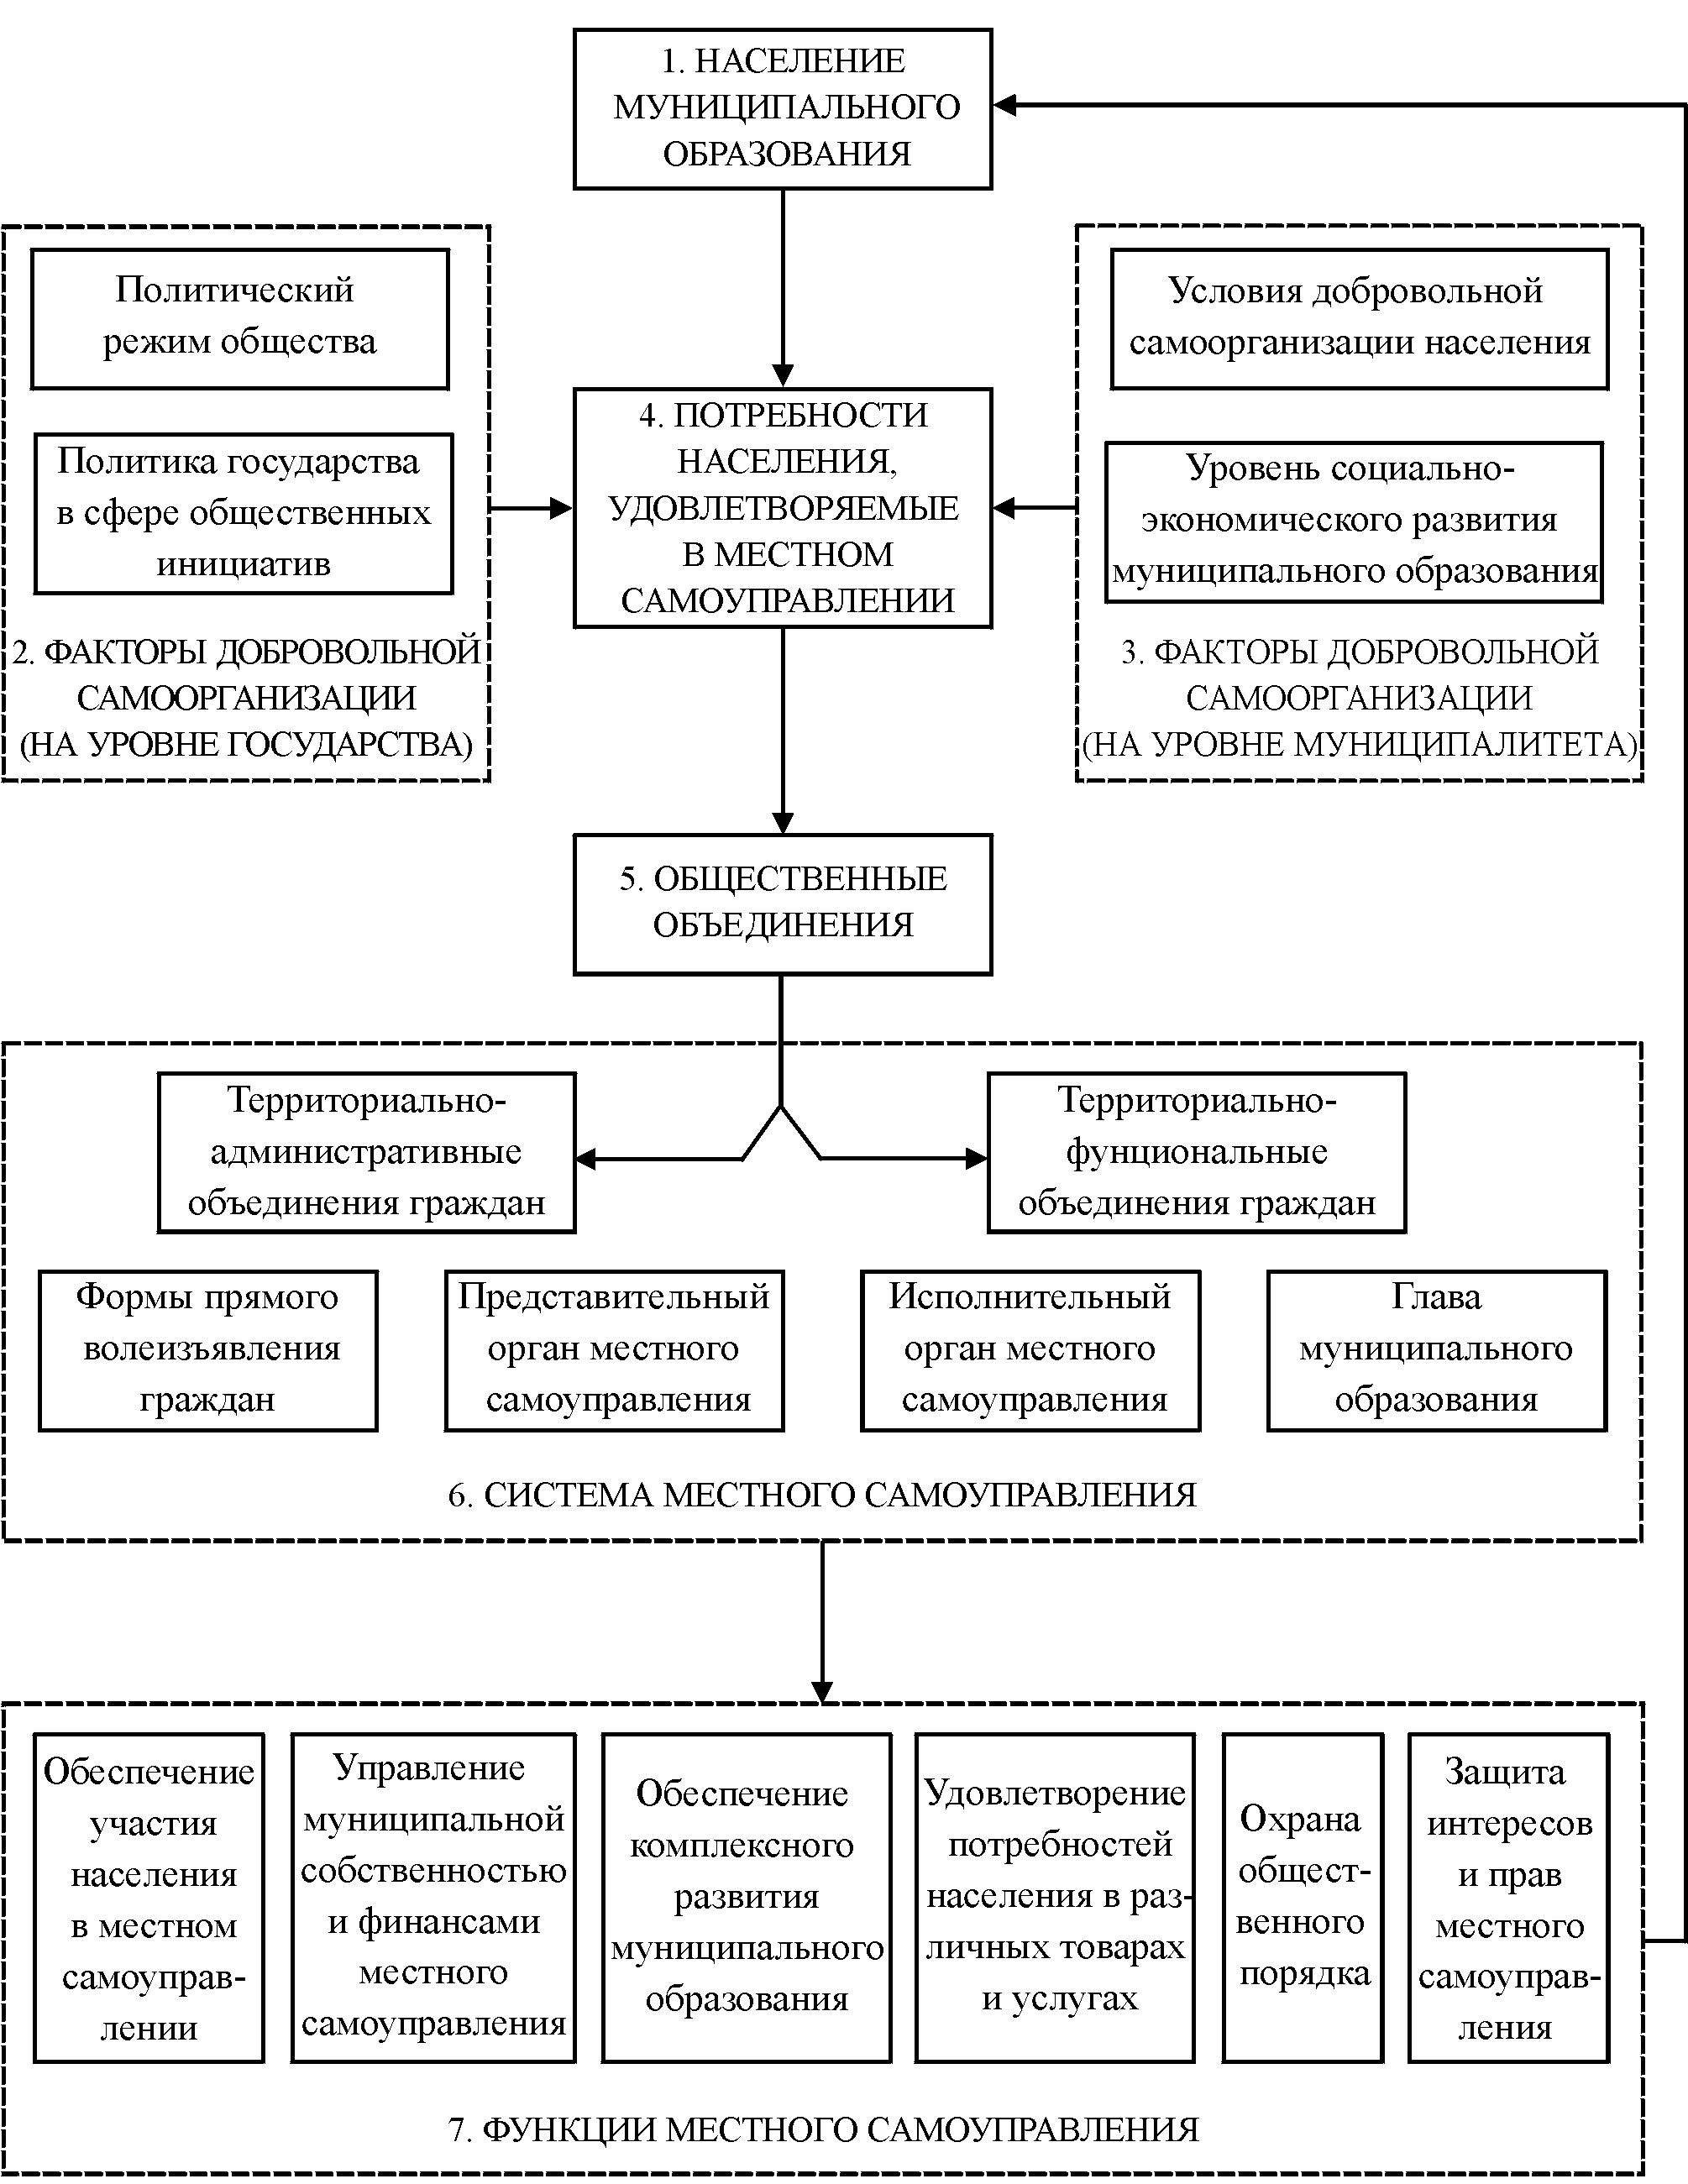 1. НАСЕЛЕНИЕ
МУНИЦИПАЛЬНОГО
ОБРАЗОВАНИЯ
Политический
режим общества
Политика государства
в сфере общественных
инициатив
2. ФАКТОРЫ ДОБРОВОЛЬНОЙ
САМООРГАНИЗАЦИИ
(НА УРОВНЕ ГОСУДАРСТВА)
4. ПОТРЕБНОСТИ
НАСЕЛЕНИЯ,
УДОВЛЕТВОРЯЕМЫЕ
В МЕСТНОМ
САМОУПРАВЛЕНИИ
Условия добровольной
самоорганизации населения
Уровень социально-
экономического развития
муниципального образования
3. ФАКТОРЫ ДОБРОВОЛЬНОЙ
САМООРГАНИЗАЦИИ
(НА УРОВНЕ МУНИЦИПАЛИТЕТА)
5. ОБЩЕСТВЕННЫЕ
ОБЪЕДИНЕНИЯ
Территориально-
административные
объединения граждан
Территориально-
фунциональные
объединения граждан
Формы прямого
волеизъявления
граждан
Представительный
орган местного
самоуправления
Исполнительный
орган местного
самоуправления
Глава
муниципального
образования
6. СИСТЕМА МЕСТНОГО САМОУПРАВЛЕНИЯ
Обеспечение
участия
населения
в местном
самоуправ-
лении
Управление
муниципальной
собственностью
и финансами
местного
самоуправления
Обеспечение
комплексного
развития
муниципального
образования
Удовлетворение
потребностей
населения в раз-
личных товарах
и услугах
Охрана
общест-
венного
порядка
Защита
интересов
и прав
местного
самоуправ-
ления
7. ФУНКЦИИ МЕСТНОГО САМОУПРАВЛЕНИЯ